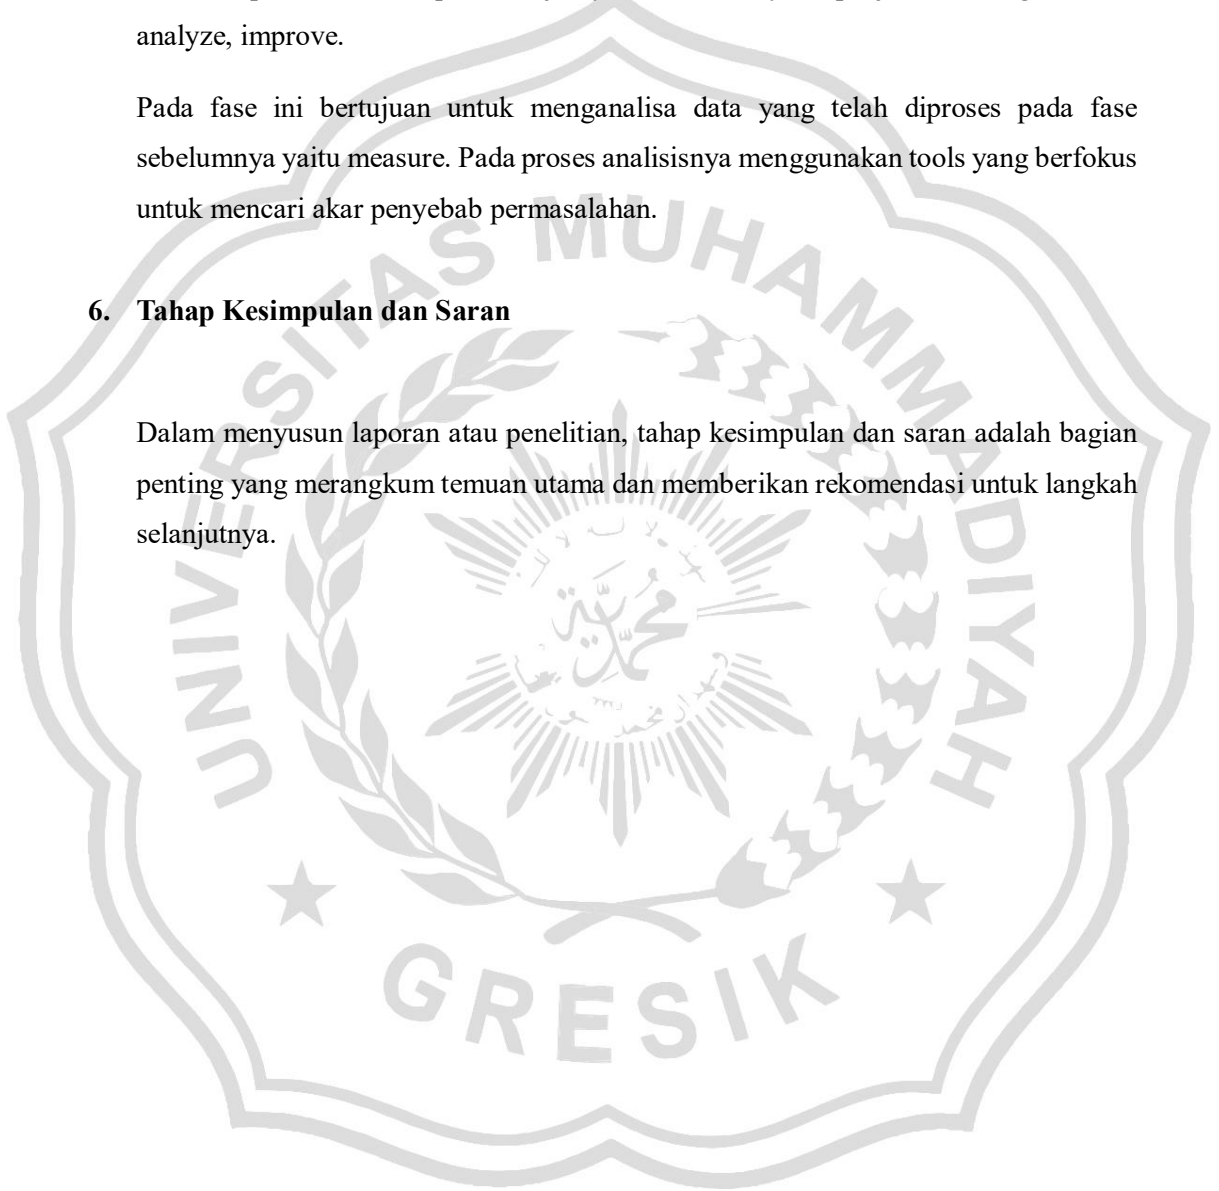 analyze, improve.
Pada fase ini bertujuan untuk menganalisa data yang telah diproses pada fase
sebelumnya yaitu measure. Pada proses analisisnya menggunakan tools yang berfokus
untuk mencari akar penyebab permasalahan.
UNIVERSITAS MUHAMMADIYAH
6. Tahap Kesimpulan dan Saran
Dalam menyusun laporan atau penelitian, tahap kesimpulan dan saran adalah bagian
penting yang merangkum temuan utama dan memberikan rekomendasi untuk langkah
selanjutnya.
GRESIK